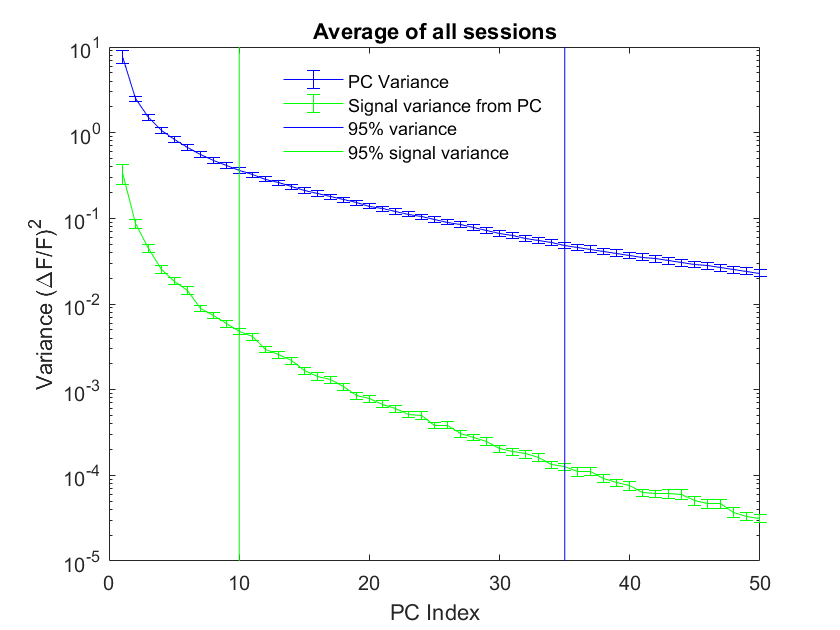 Average of all sessions
10^1
10^0
10^-1
10^-2
10^-3
10^-4
10^-5
Variance (ΔF/F)^2
PC Variance
Signal variance from PC
95% variance
95% signal variance
0 10 20 30 40 50
PC Index